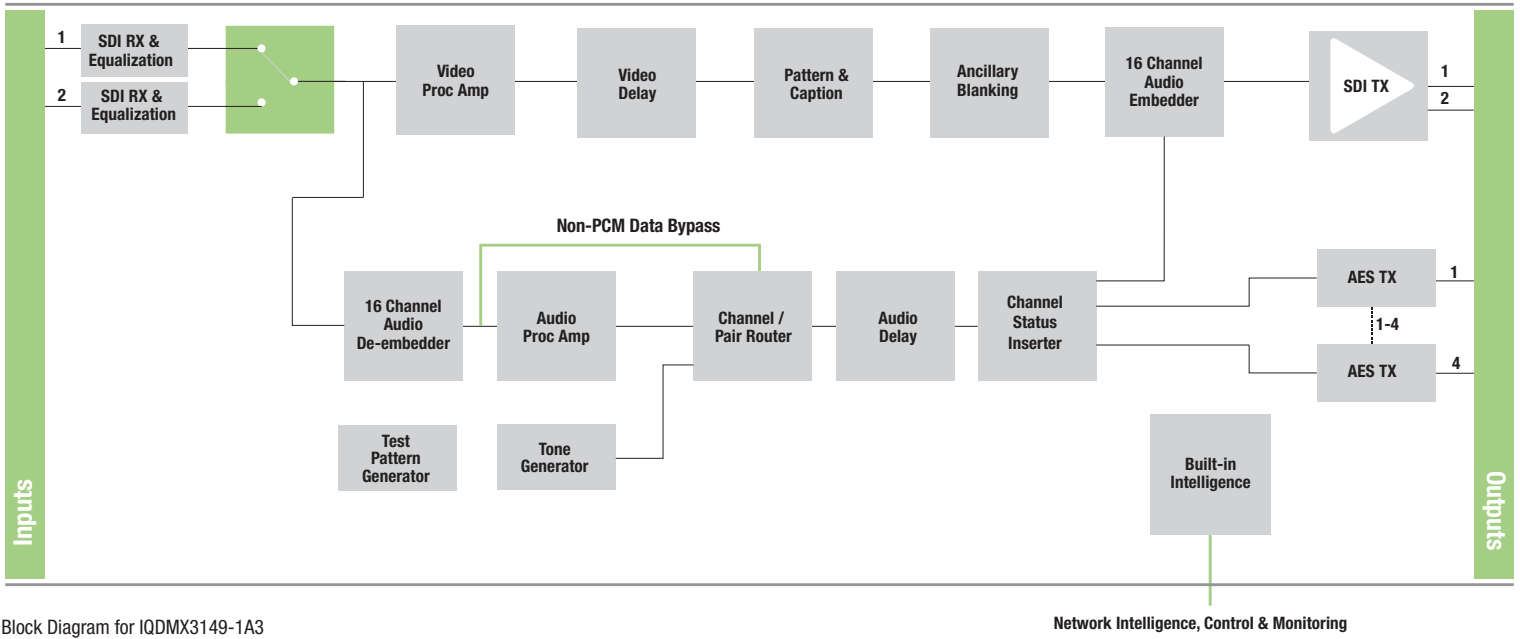 1
SDI RX &
Equalization
2
SDI RX &
Equalization
Video
Proc Amp
Video
Delay
Pattern &
Caption
Ancillary
Blanking
16 Channel
Audio
Embedder
SDI TX
1
2
Non-PCM Data Bypass
16 Channel
Audio
De-embedder
Audio
Proc Amp
Channel /
Pair Router
Audio
Delay
Channel
Status
Inserter
AES TX
1
1-4
AES TX
4
Test
Pattern
Generator
Tone
Generator
Built-in
Intelligence
Inputs
Outputs
Network Intelligence, Control & Monitoring
Block Diagram for IQDMX3149-1A3